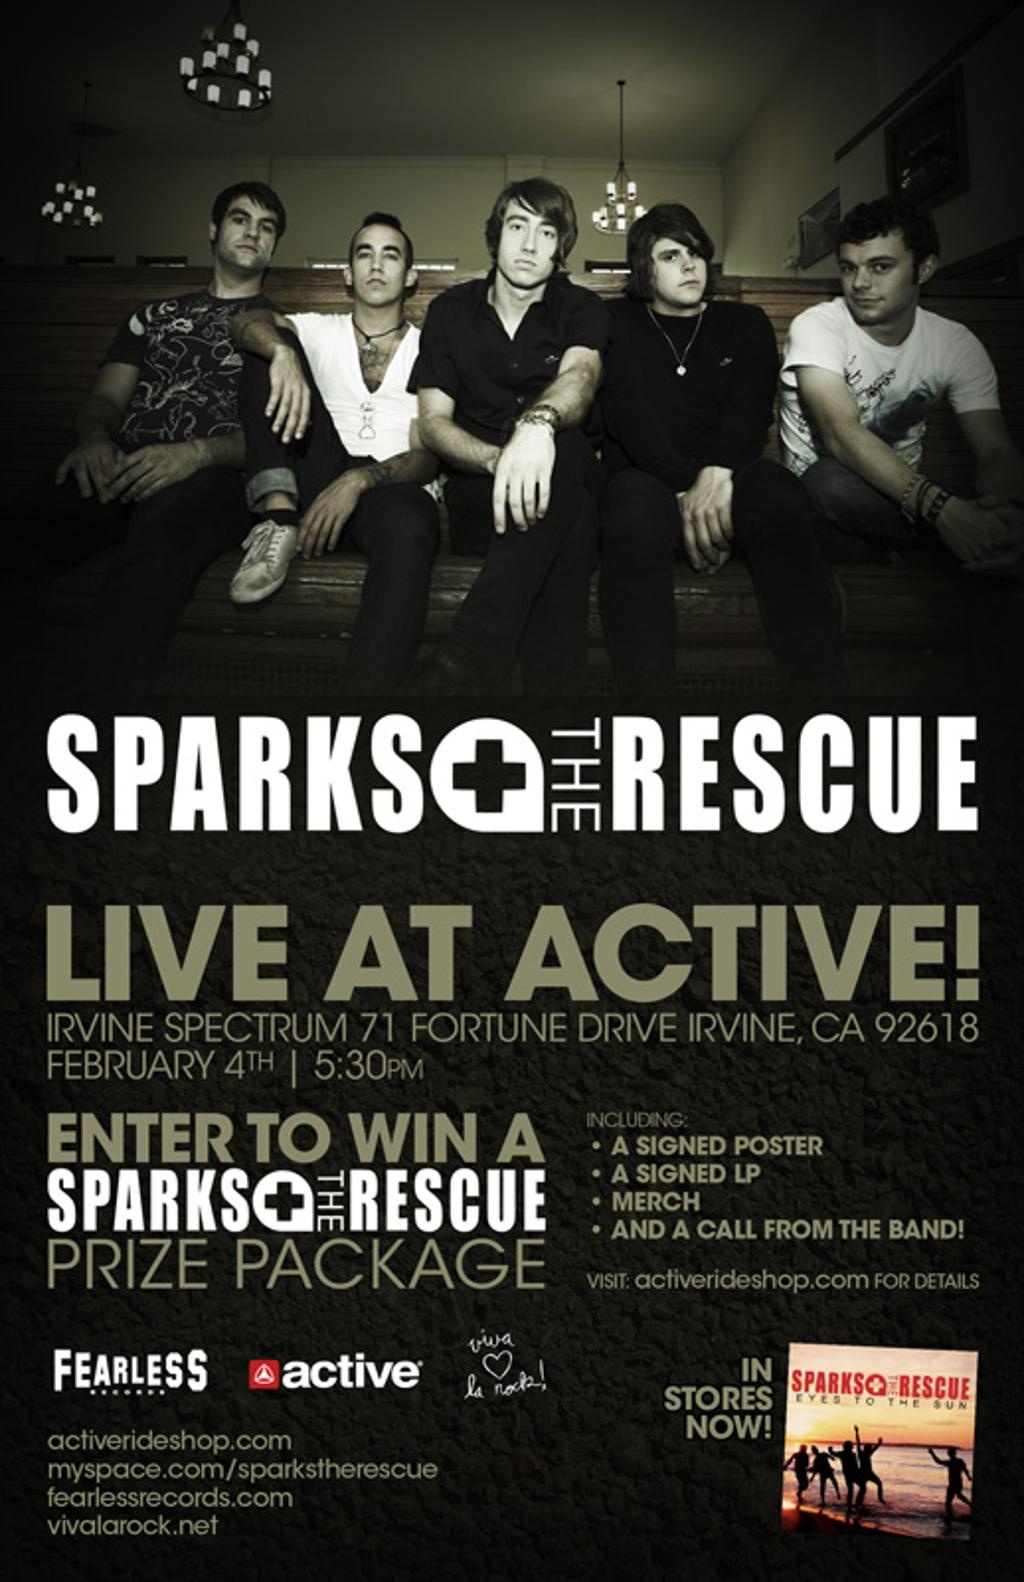 SPARKS THE RESCUE
LIVE AT ACTIVE!
IRVINE SPECTRUM 71 FORTUNE DRIVE IRVINE, CA 92618
FEBRUARY 4TH | 5:30PM
ENTER TO WIN A
SPARKS THE RESCUE
PRIZE PACKAGE
INCLUDING:
• A SIGNED POSTER
• A SIGNED LP
• MERCH
• AND A CALL FROM THE BAND!
VISIT: activerideshop.com FOR DETAILS
FEARLESS
RECORDS
active®
viva
la rock!
activerideshop.com
myspace.com/sparkstherescue
fearlessrecords.com
vivalarock.net
IN
STORES
NOW!
SPARKS THE RESCUE
EYES TO THE SUN